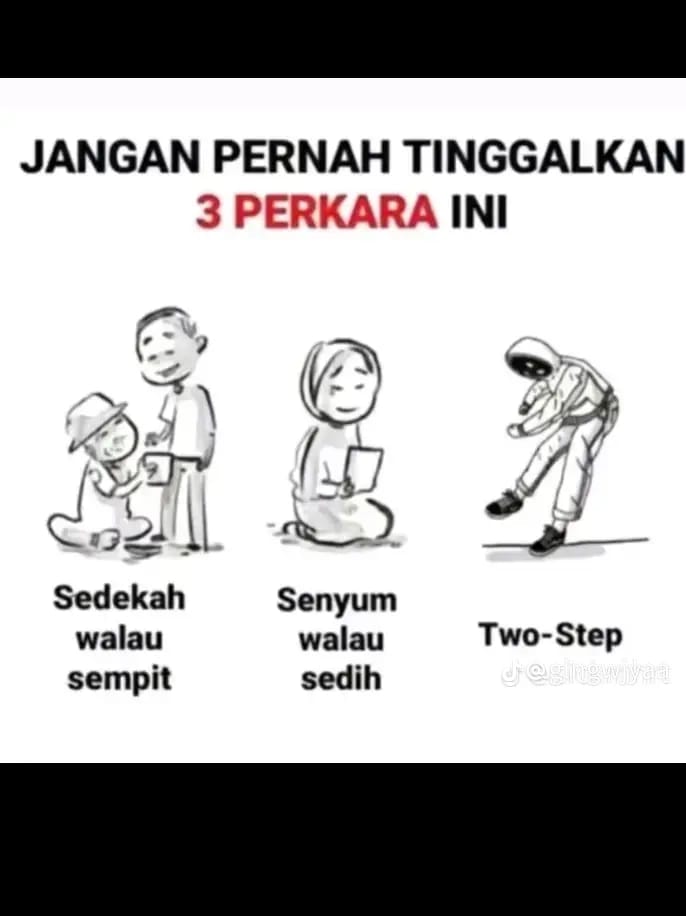 JANGAN PERNAH TINGGALKAN
3 PERKARA INI
Sedekah
walau
sempit
Senyum
walau
sedih
Two-Step